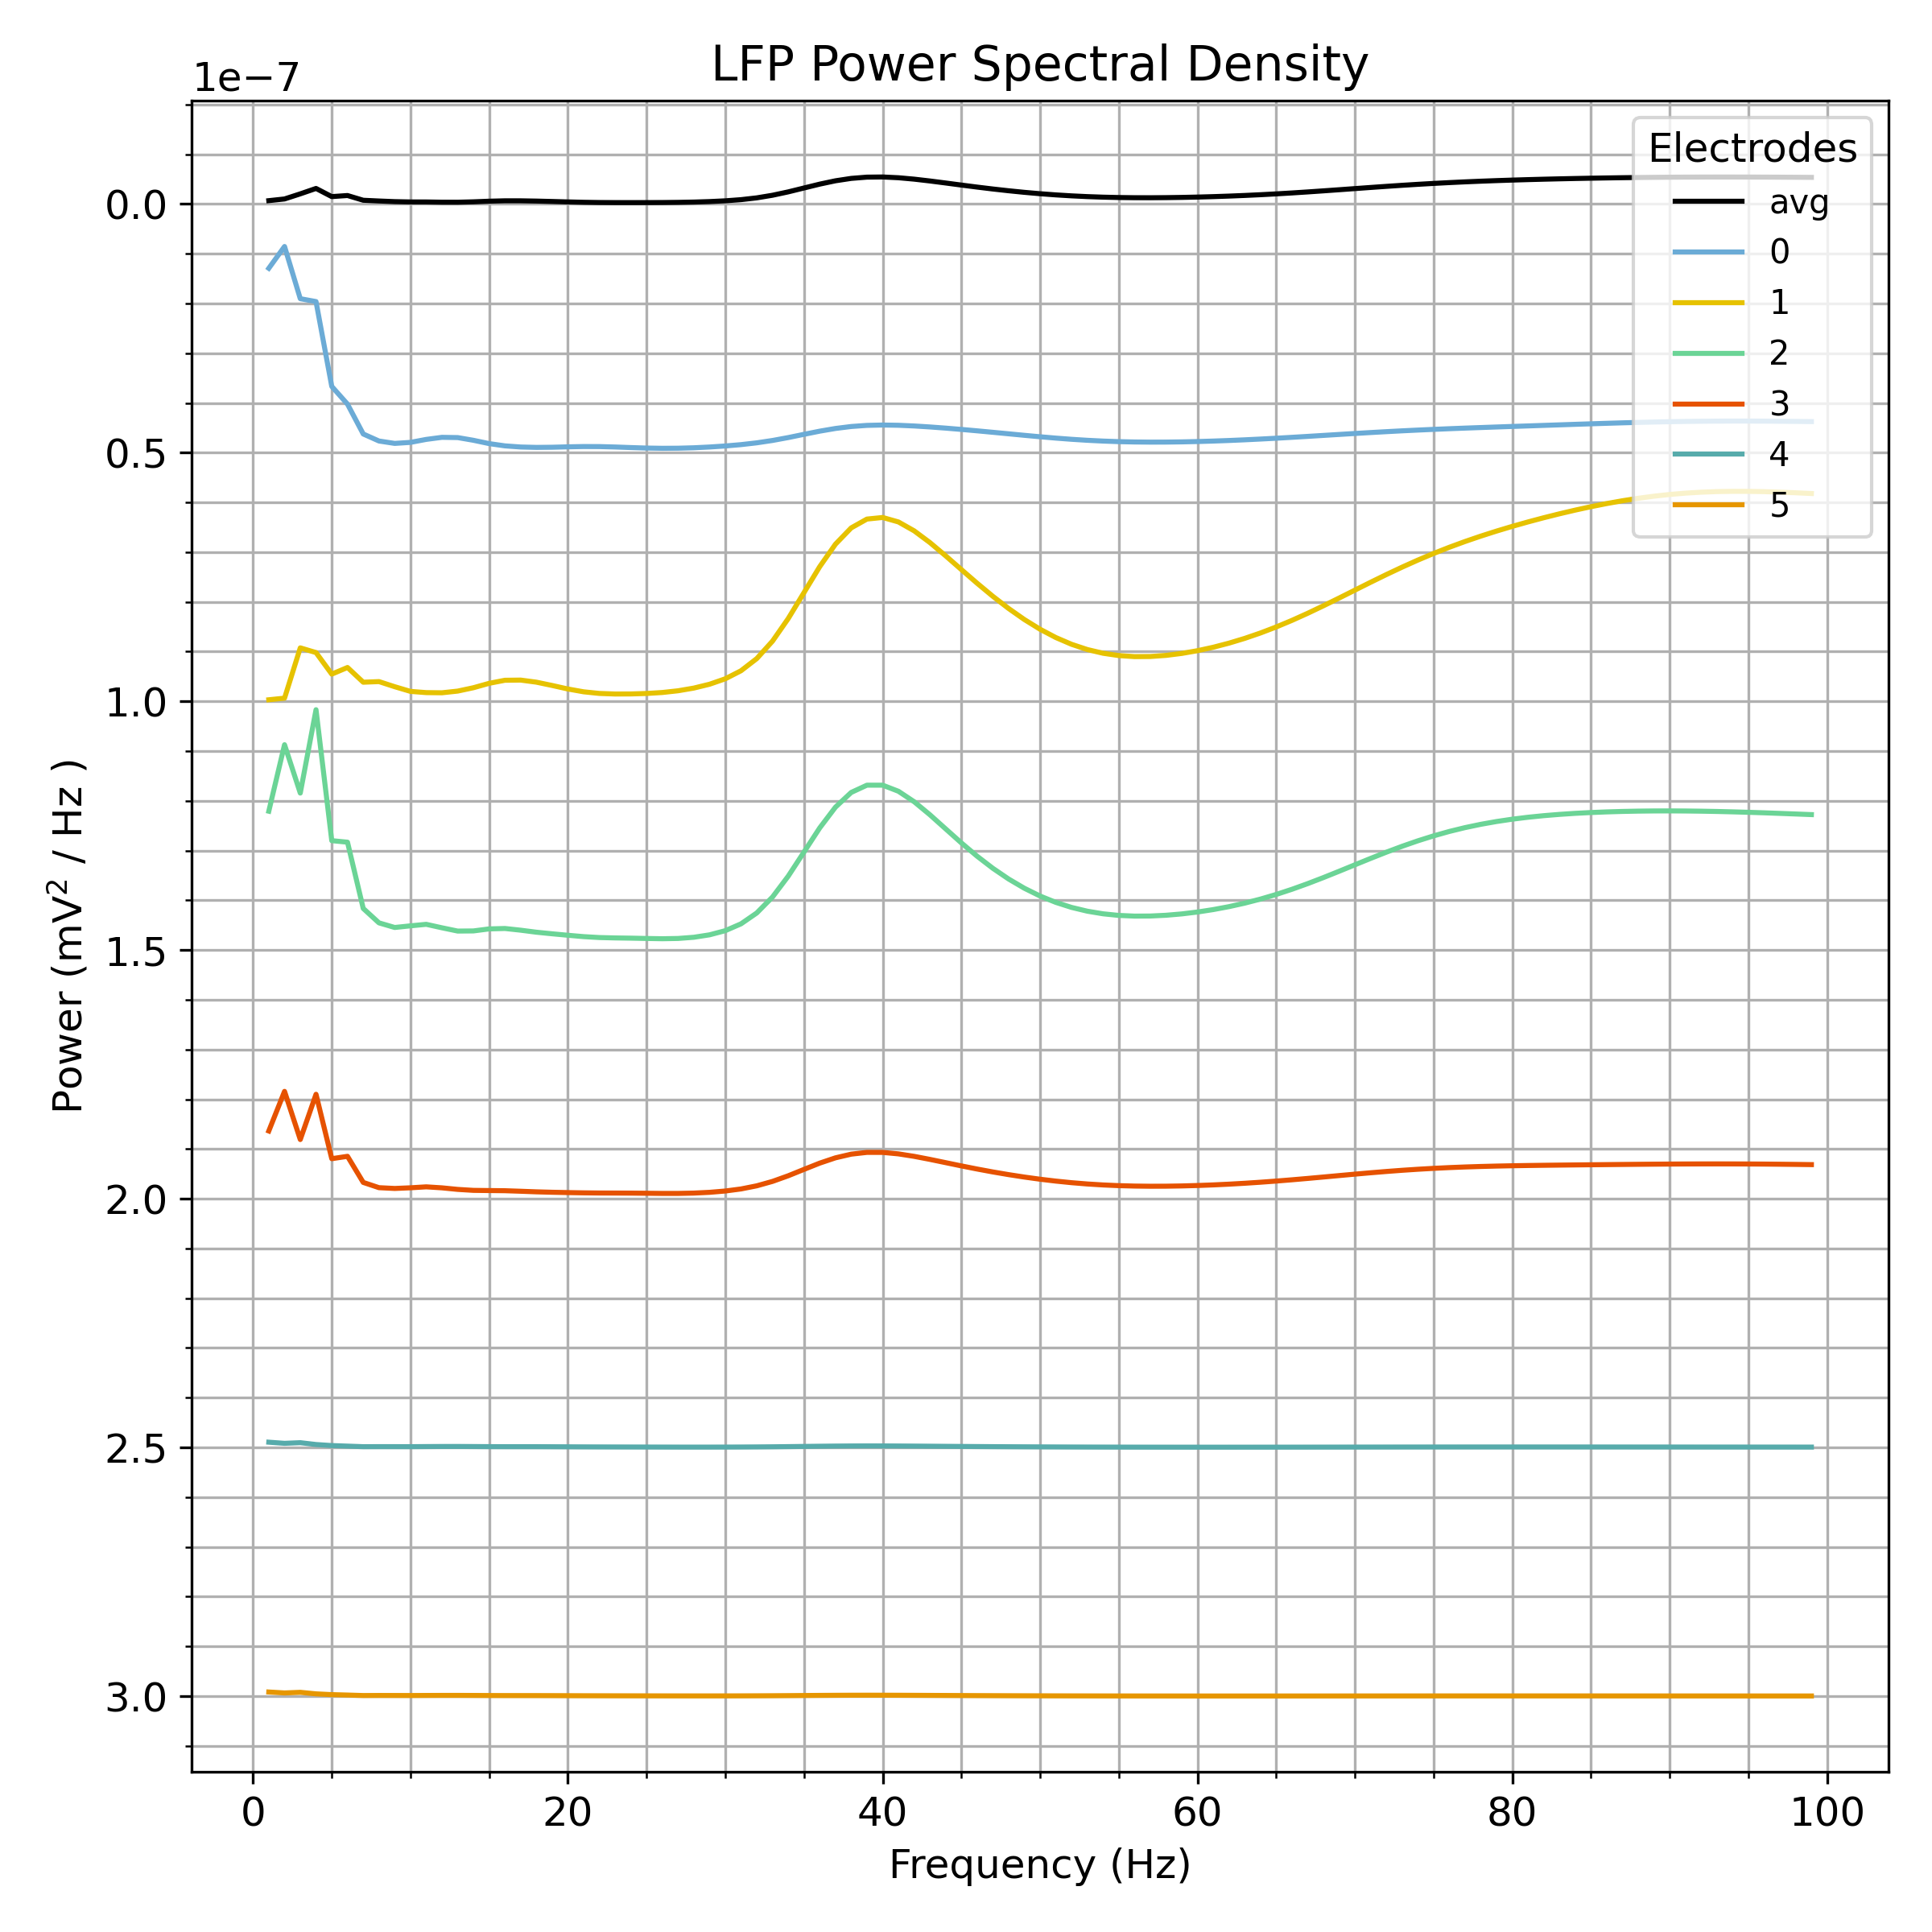 LFP Power Spectral Density
1e−7
Electrodes
avg
0
1
2
3
4
5
0.0
0.5
1.0
1.5
2.0
2.5
3.0
Power (mV² / Hz )
0 20 40 60 80 100
Frequency (Hz)